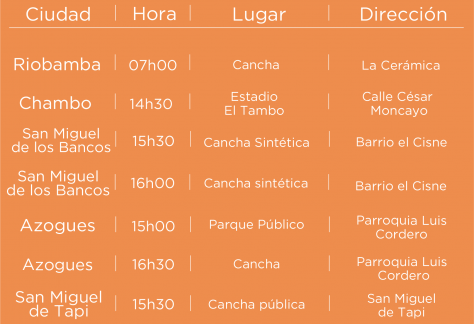 Ciudad | Hora | Lugar | Dirección
Riobamba | 07h00 | Cancha | La Cerámica
Chambo | 14h30 | Estadio El Tambo | Calle César Moncayo
San Miguel de los Bancos | 15h30 | Cancha Sintética | Barrio el Cisne
San Miguel de los Bancos | 16h00 | Cancha sintética | Barrio el Cisne
Azogues | 15h00 | Parque Público | Parroquia Luis Cordero
Azogues | 16h30 | Cancha | Parroquia Luis Cordero
San Miguel de Tapi | 15h30 | Cancha pública | San Miguel de Tapi